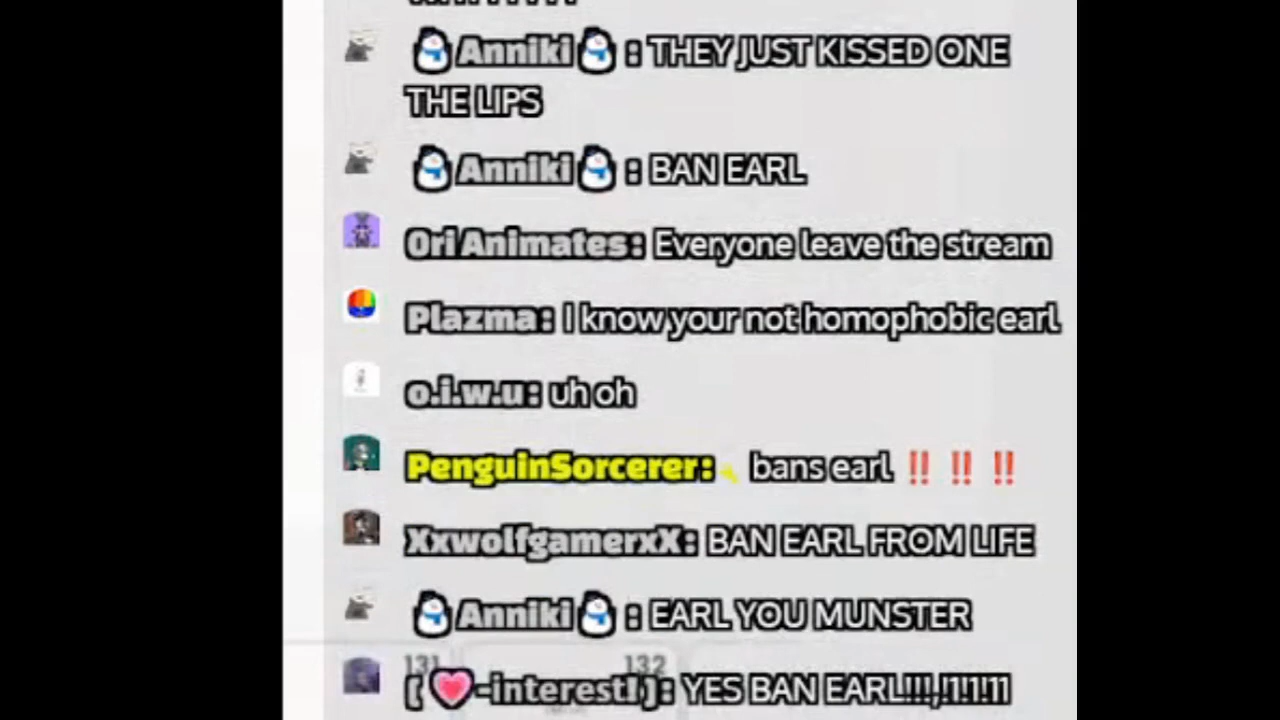 ⛄Anniki⛄ : THEY JUST KISSED ONE
THE LIPS
⛄Anniki⛄ : BAN EARL
Ori Animates: Everyone leave the stream
Plazma: I know your not homophobic earl
o.i.w.u: uh oh
PenguinSorcerer: bans earl ‼️ ‼️ ‼️
XxwolfgamerxX: BAN EARL FROM LIFE
⛄Anniki⛄ : EARL YOU MUNSTER
131 132
[ 💗-interest! ]: YES BAN EARL!!!,!1!1!11